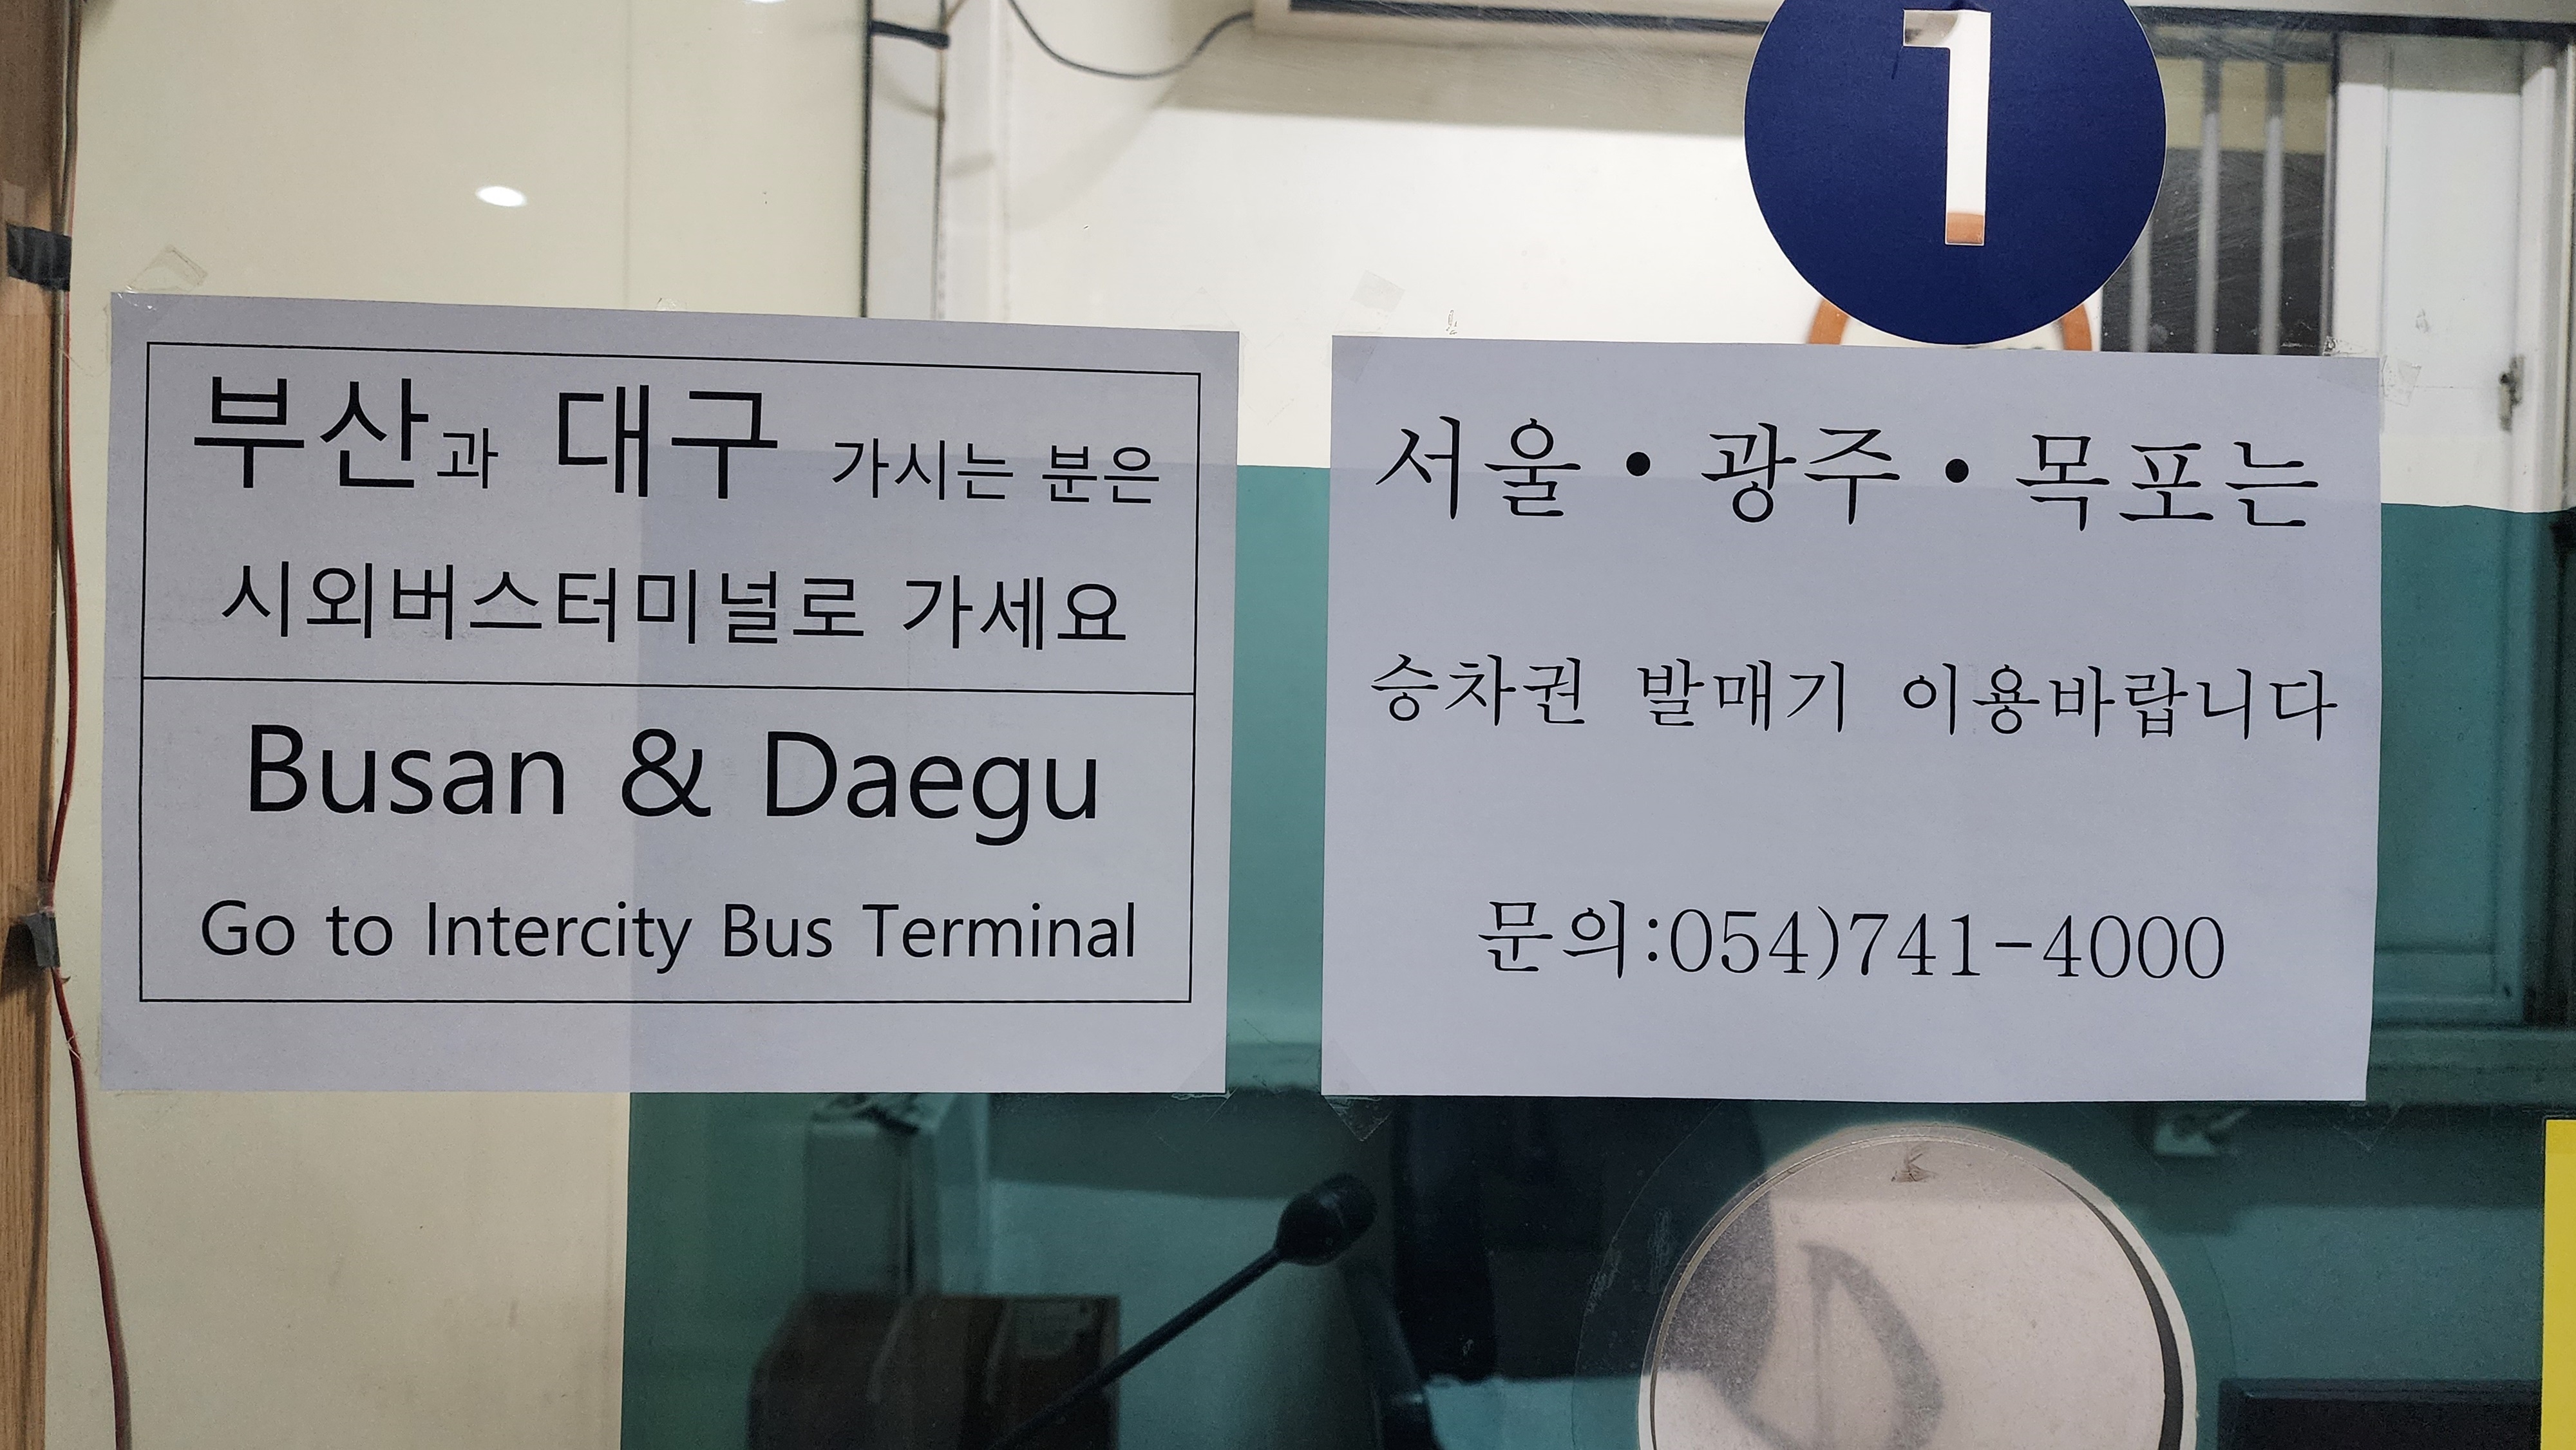 1
부산과 대구 가시는 분은
시외버스터미널로 가세요
Busan & Daegu
Go to Intercity Bus Terminal
서울・광주・목포는
승차권 발매기 이용바랍니다
문의:054)741-4000